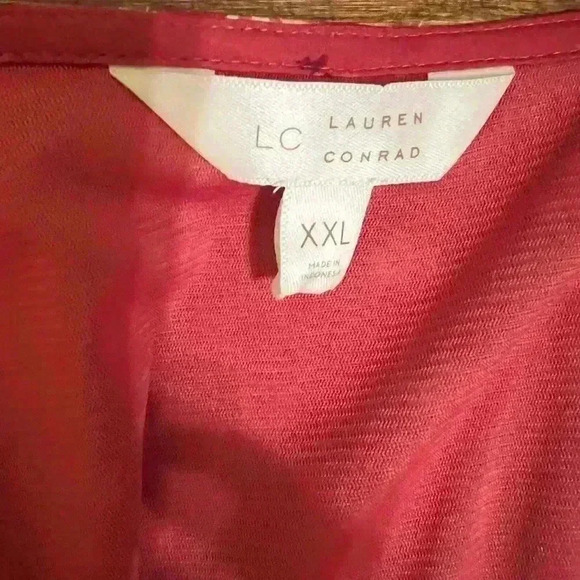 LC LAUREN
CONRAD
XXL
MADE IN
INDONESIA